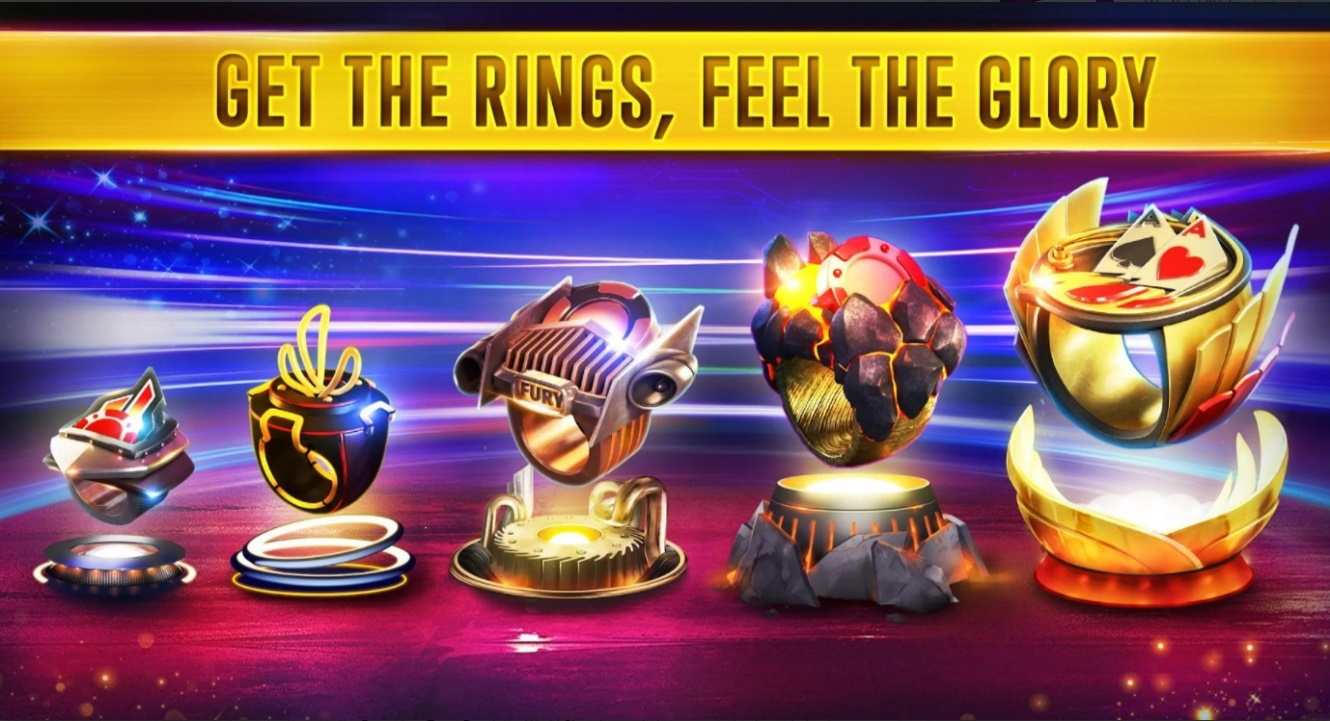 GET THE RINGS, FEEL THE GLORY
FURY
A
A